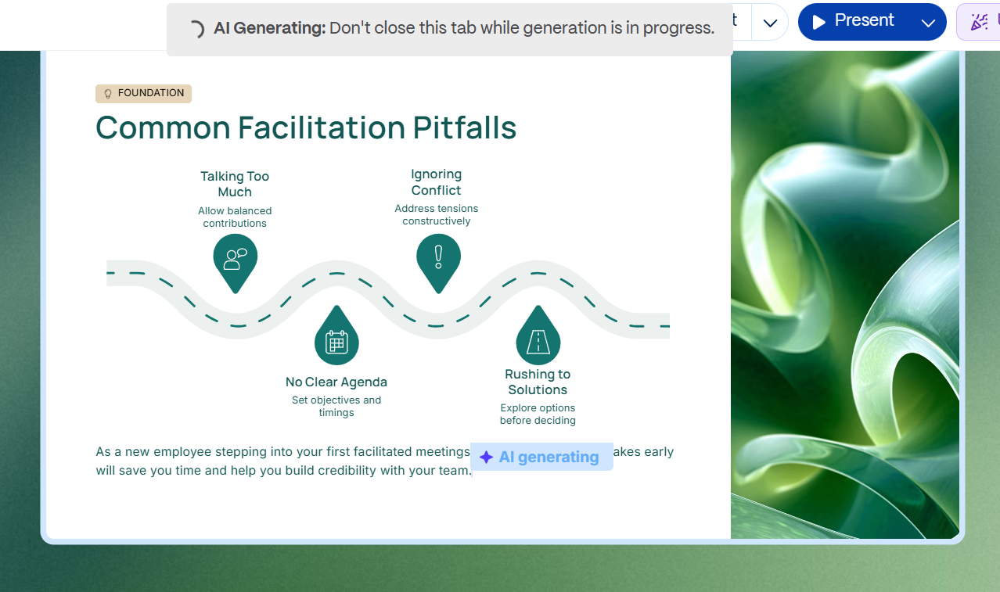 AI Generating: Don't close this tab while generation is in progress.
t
Present
FOUNDATION
Common Facilitation Pitfalls
Talking Too
Much
Allow balanced
contributions
Ignoring
Conflict
Address tensions
constructively
No Clear Agenda
Set objectives and
timings
Rushing to
Solutions
Explore options
before deciding
As a new employee stepping into your first facilitated meetings
AI generating
akes early
will save you time and help you build credibility with your team.